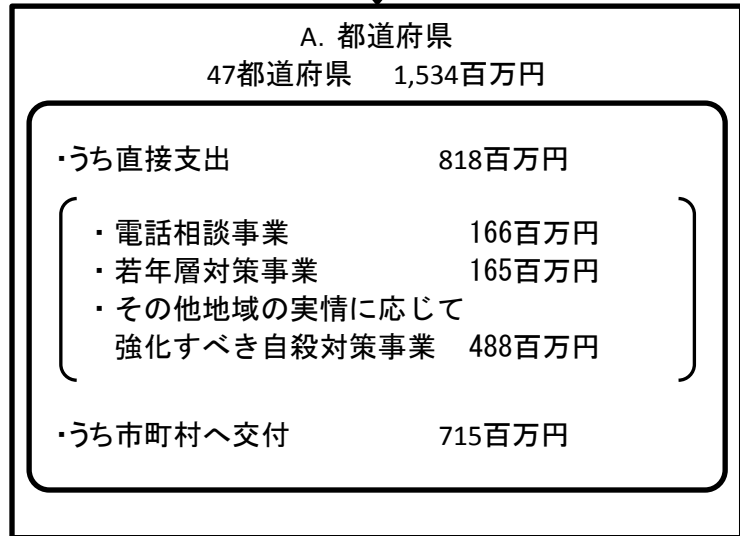 A. 都道府県
47都道府県 1,534百万円
・うち直接支出 818百万円
・電話相談事業 166百万円
・若年層対策事業 165百万円
・その他地域の実情に応じて
強化すべき自殺対策事業 488百万円
・うち市町村へ交付 715百万円